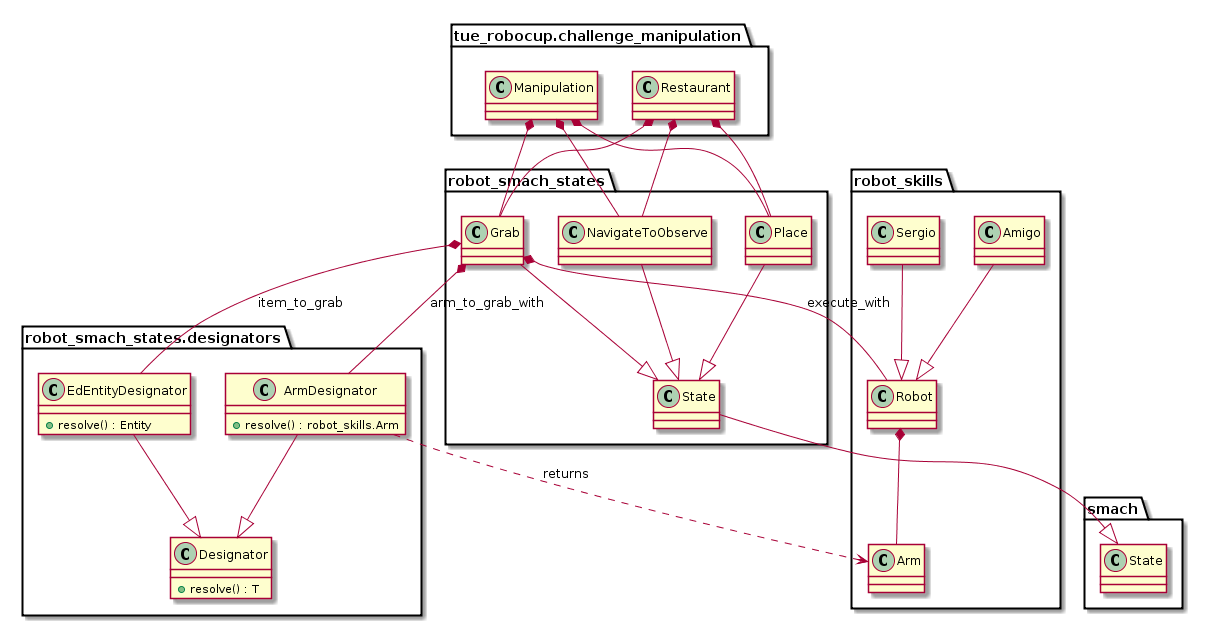 tue_robocup.challenge_manipulation
C Manipulation
C Restaurant
robot_smach_states
robot_skills
C Grab
C NavigateToObserve
C Place
C Sergio
C Amigo
item_to_grab
arm_to_grab_with
execute_with
robot_smach_states.designators
C EdEntityDesignator
resolve() : Entity
C ArmDesignator
resolve() : robot_skills.Arm
C State
C Robot
returns
smach
C Designator
resolve() : T
C Arm
C State